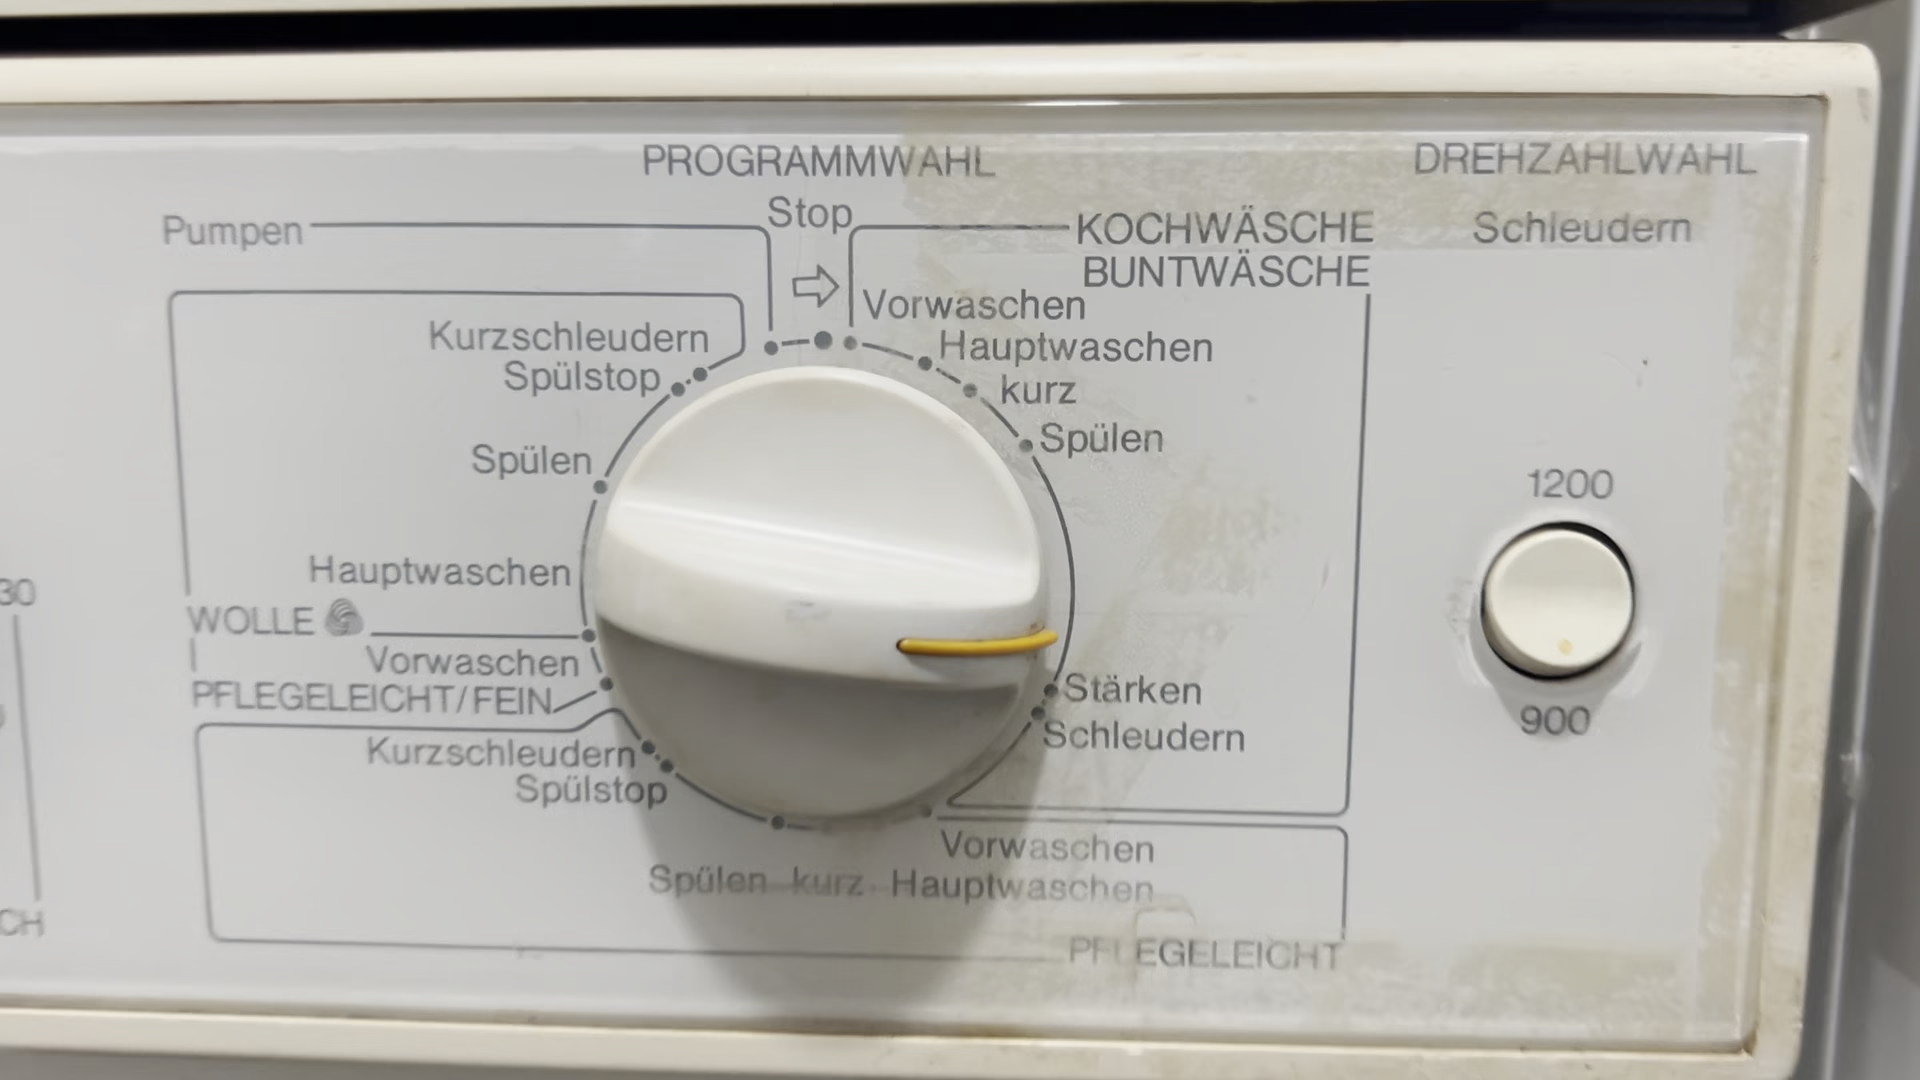 PROGRAMMWAHL
DREHZAHLWAHL
Pumpen
Stop
KOCHWÄSCHE
BUNTWÄSCHE
Schleudern
Vorwaschen
Hauptwaschen
kurz
Spülen
Kurzschleudern
Spülstop
Spülen
Hauptwaschen
WOLLE
Vorwaschen
PFLEGELEICHT/FEIN
Kurzschleudern
Spülstop
Stärken
Schleudern
Vorwaschen
Spülen kurz Hauptwaschen
PFLEGELEICHT
1200
900
30
CH